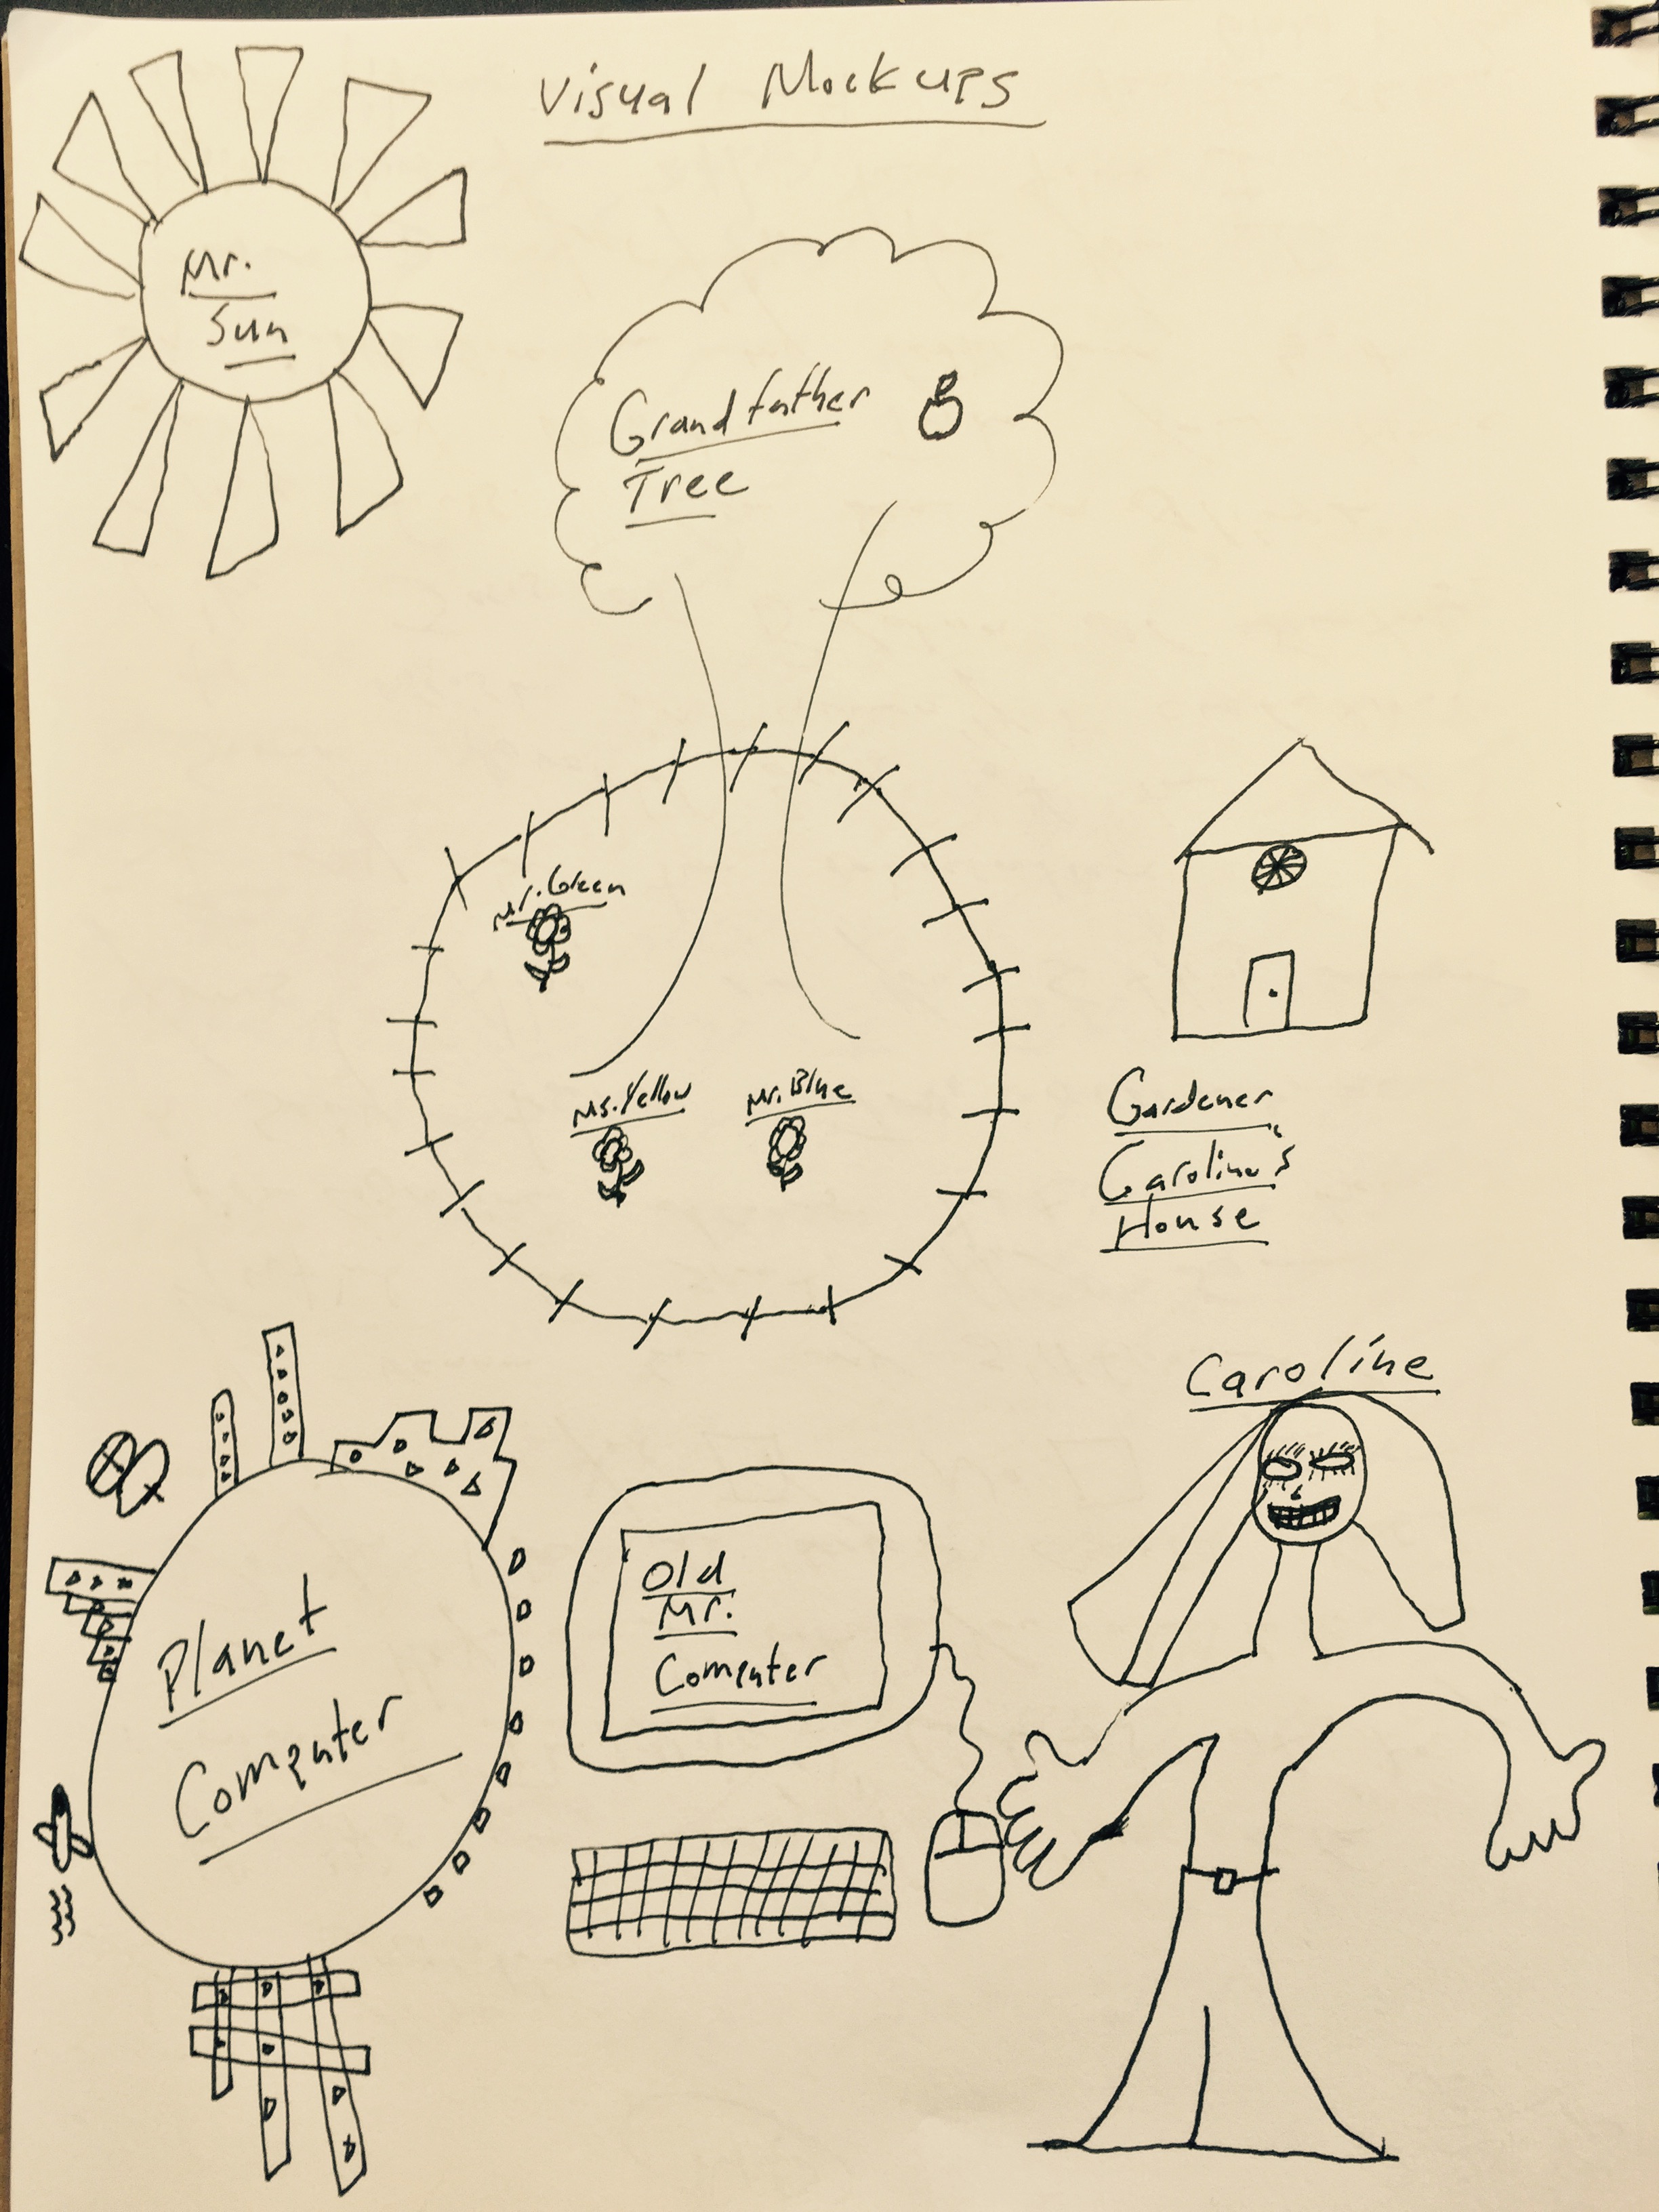 Visual Mockups
Mr.
Sun
Grandfather
Tree
Mr. Green
Ms. Yellow
Mr. Blue
Gardener
Caroline's
House
Caroline
Planet
Computer
Old
Mr.
Computer